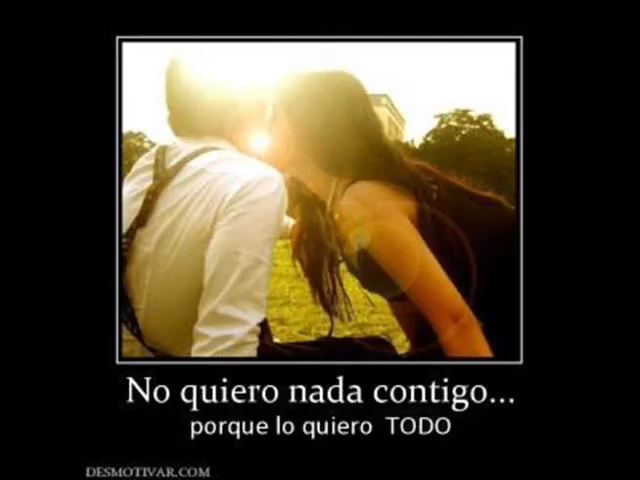 No quiero nada contigo...
porque lo quiero TODO
DESMOTIVAR.COM